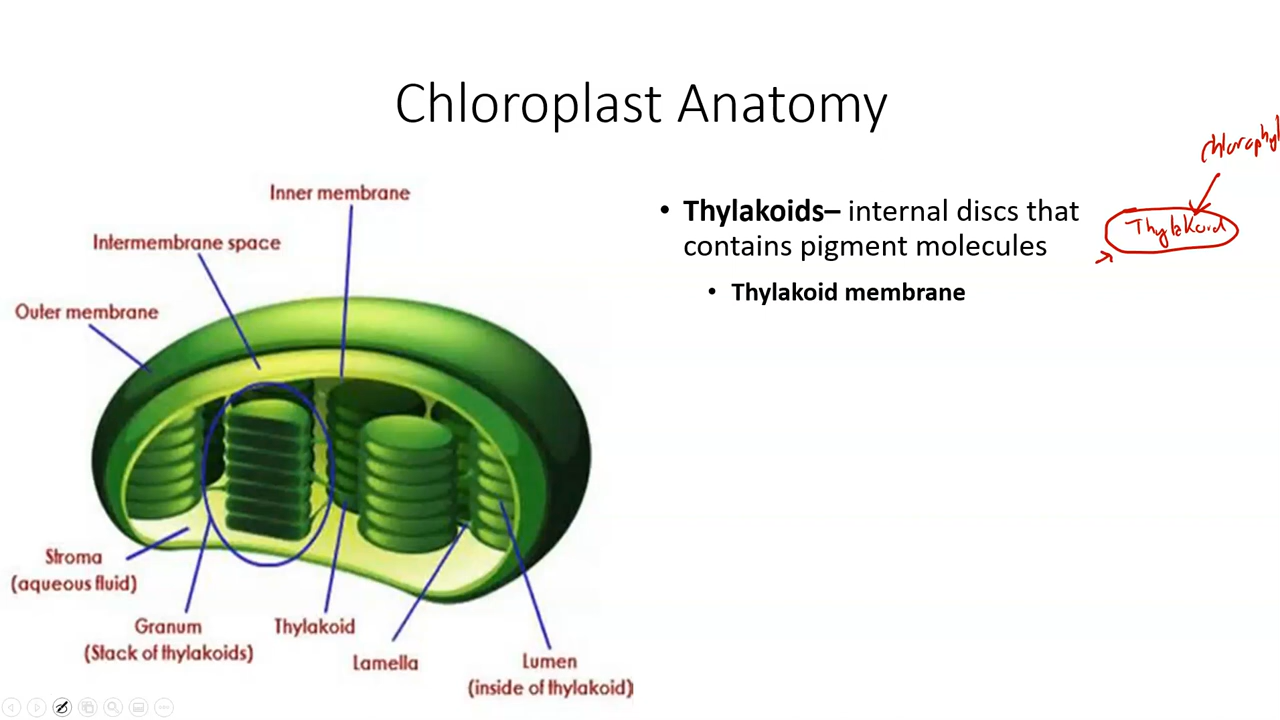 Chloroplast Anatomy
chlorophyl
Thylakoid
• Thylakoids– internal discs that
contains pigment molecules
• Thylakoid membrane
Inner membrane
Intermembrane space
Outer membrane
Stroma
(aqueous fluid)
Granum
(Stack of thylakoids)
Thylakoid
Lamella
Lumen
(inside of thylakoid)